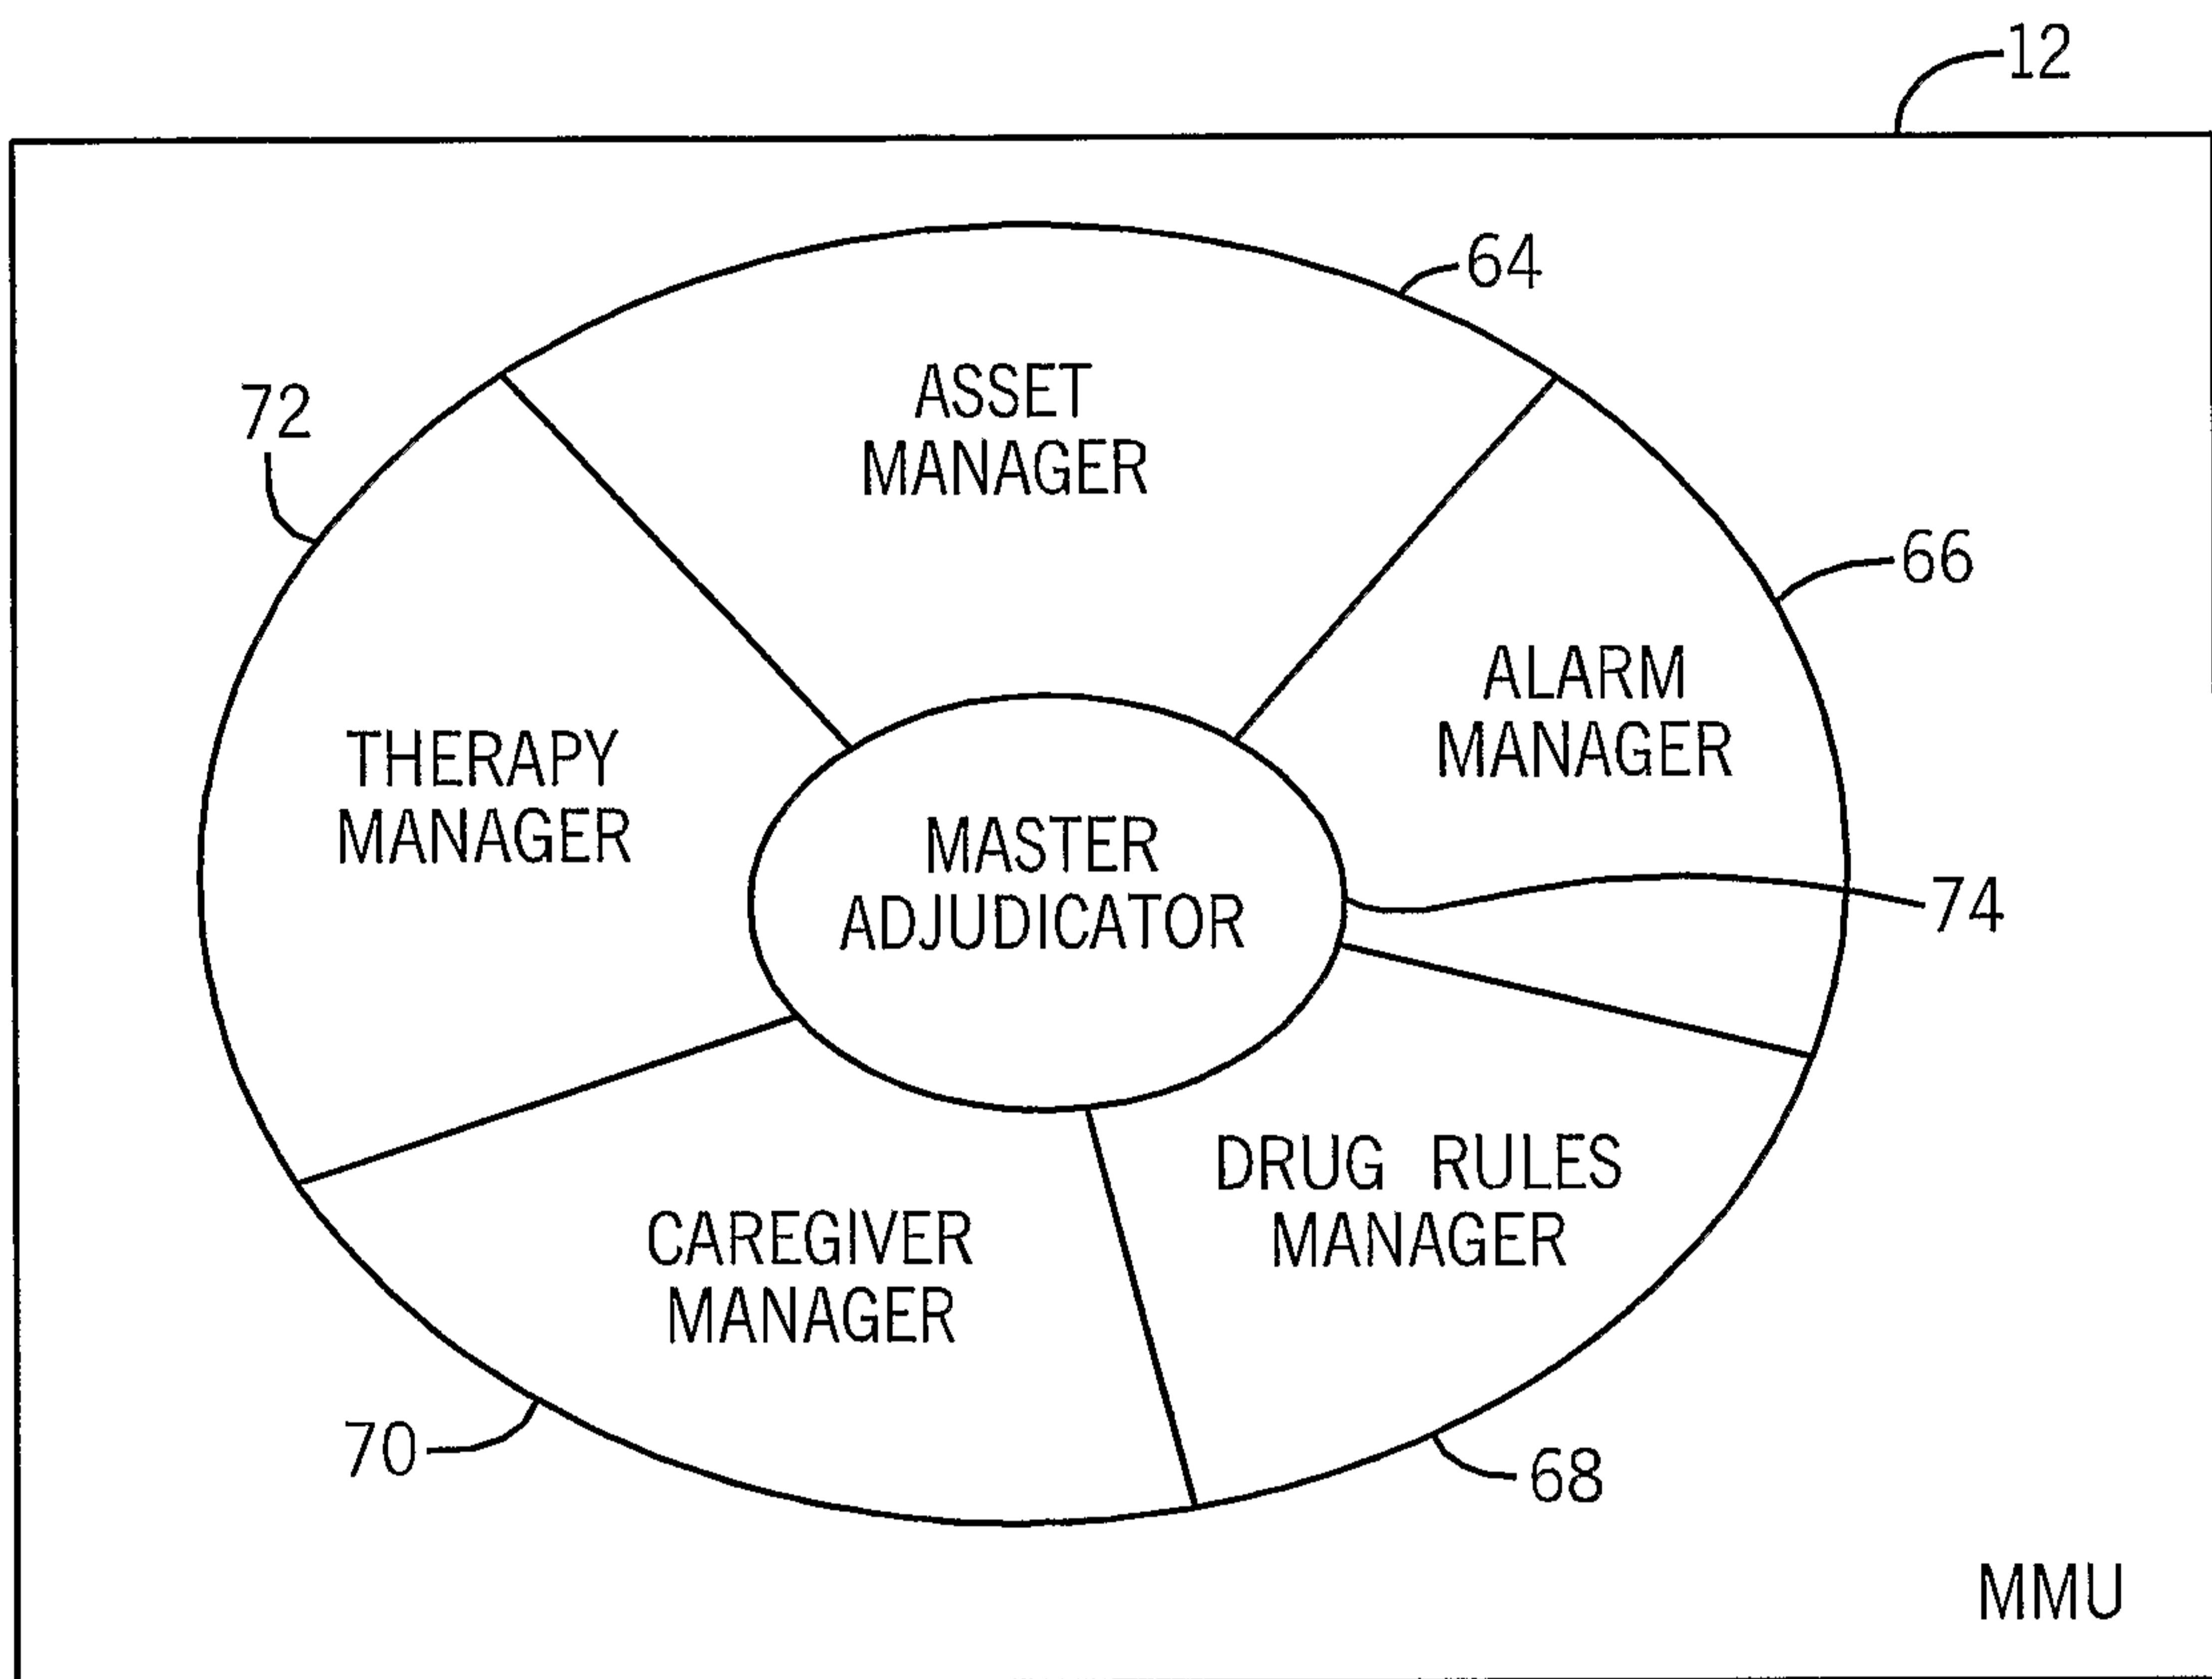 12
64
ASSET
MANAGER
72
66
ALARM
MANAGER
THERAPY
MANAGER
MASTER
ADJUDICATOR
74
DRUG RULES
MANAGER
CAREGIVER
MANAGER
70
68
MMU